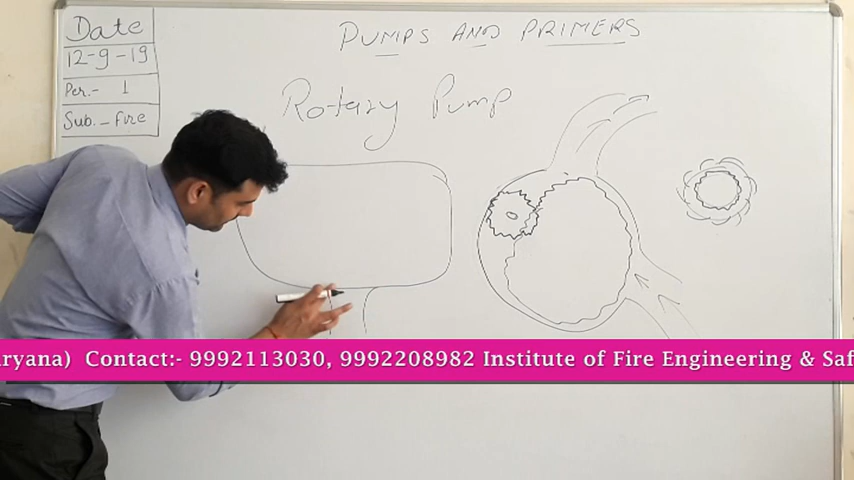 Date
12-9-19
Per.- 1
Sub. - fire
PUMPS AND PRIMERS
Rotary Pump
aryana) Contact:- 9992113030, 9992208982 Institute of Fire Engineering & Saf